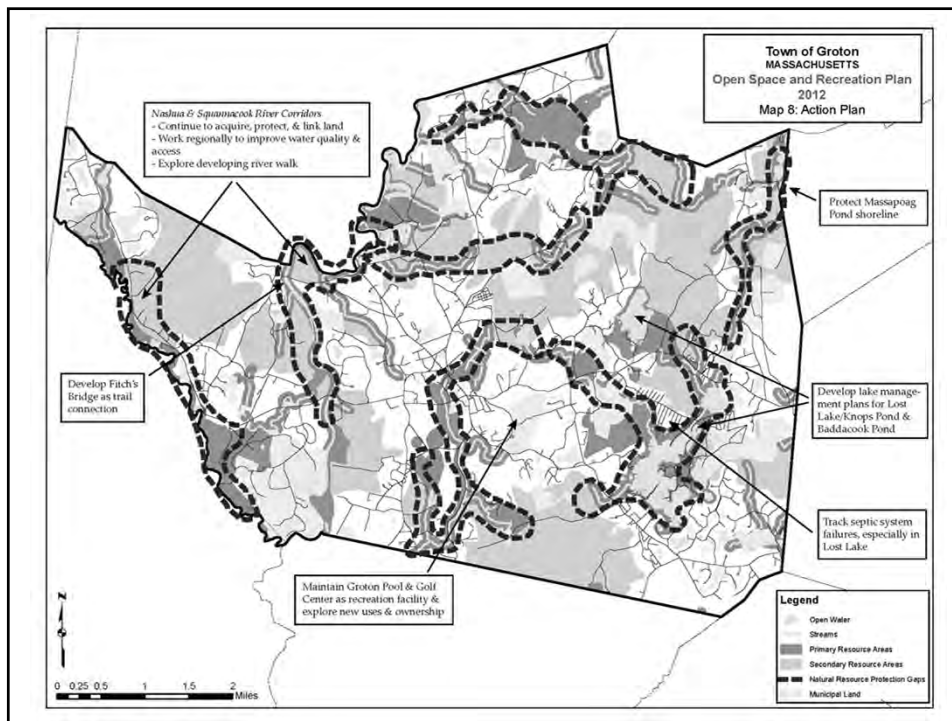 Town of Groton
MASSACHUSETTS
Open Space and Recreation Plan
2012
Map 8: Action Plan
Nashua & Squannacook River Corridors
- Continue to acquire, protect, & link land
- Work regionally to improve water quality &
access
- Explore developing river walk
Protect Massapoag
Pond shoreline
Develop Fitch's
Bridge as trail
connection
Develop lake manage-
ment plans for Lost
Lake/Knops Pond &
Baddacook Pond
Track septic system
failures, especially in
Lost Lake
Maintain Groton Pool & Golf
Center as recreation facility &
explore new uses & ownership
N
0 0.25 0.5 1 1.5 2
Miles
Legend
Open Water
Streams
Primary Resource Areas
Secondary Resource Areas
Natural Resource Protection Gaps
Municipal Land